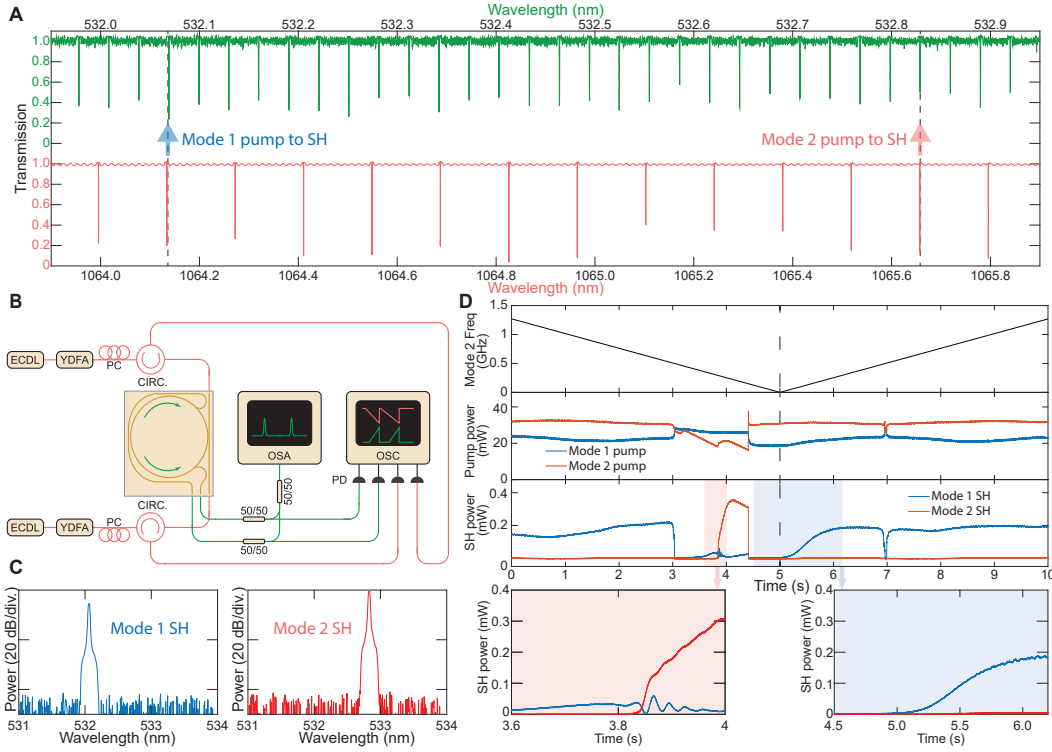 A
Wavelength (nm)
532.0 532.1 532.2 532.3 532.4 532.5 532.6 532.7 532.8 532.9
1.0
0.8
0.6
0.4
0.2
0
Mode 1 pump to SH
Mode 2 pump to SH
Transmission
1.0
0.8
0.6
0.4
0.2
0
1064.0 1064.2 1064.4 1064.6 1064.8 1065.0 1065.2 1065.4 1065.6 1065.8
Wavelength (nm)
B
ECDL
YDFA
PC
CIRC.
OSA
OSC
PD
50/50
50/50
50/50
CIRC.
ECDL
YDFA
PC
C
Power (20 dB/div.)
Mode 1 SH
531 532 533 534
Wavelength (nm)
Power (20 dB/div.)
Mode 2 SH
531 532 533 534
Wavelength (nm)
D
Mode 2 Freq
(GHz)
1.5
1
0.5
0
Pump power
(mW)
40
20
0
Mode 1 pump
Mode 2 pump
SH power
(mW)
0.4
0.2
0
Mode 1 SH
Mode 2 SH
0 1 2 3 4 5 6 7 8 9 10
Time (s)
SH power (mW)
0.4
0.3
0.2
0.1
0
3.6 3.8 4
Time (s)
SH power (mW)
0.4
0.3
0.2
0.1
0
4.5 5.0 5.5 6.0
Time (s)